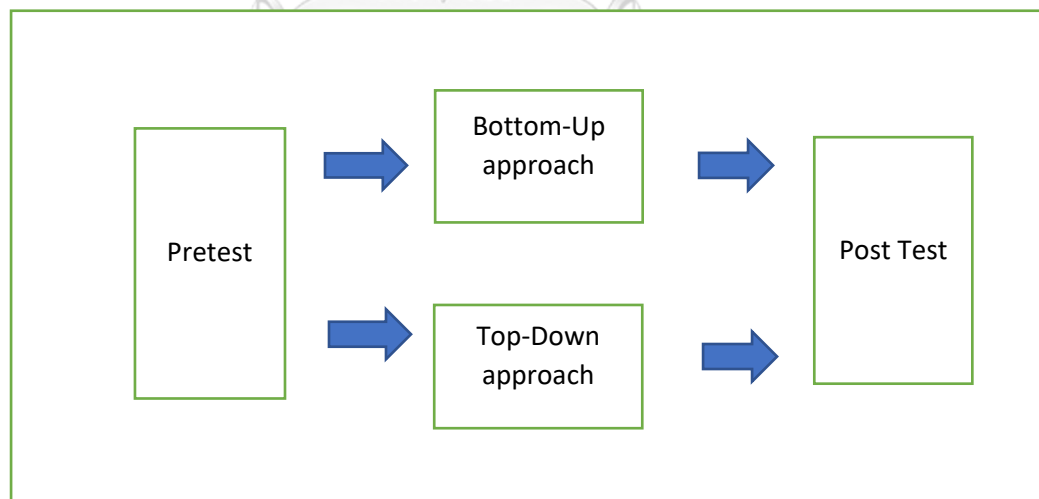 Pretest
Bottom-Up
approach
Top-Down
approach
Post Test